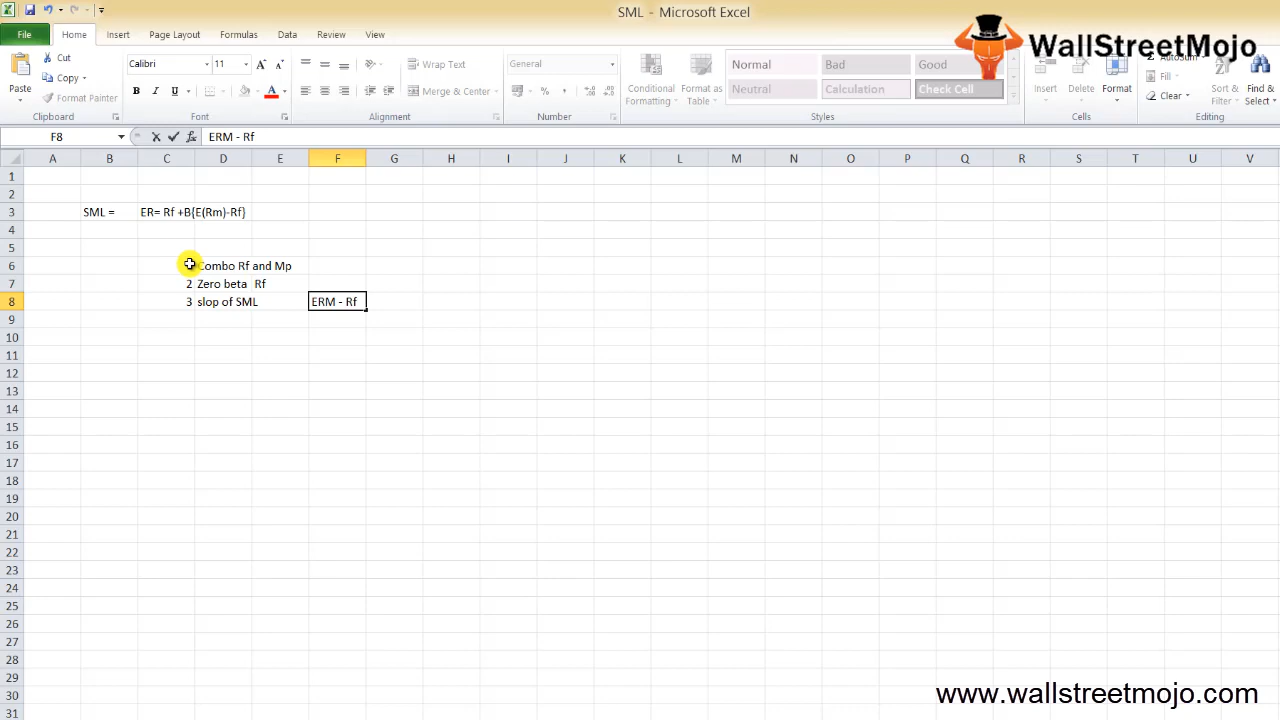 SML - Microsoft Excel
WallStreetMojo
File Home Insert Page Layout Formulas Data Review View
Paste Cut Copy Format Painter Clipboard
Calibri 11 Font
Wrap Text Merge & Center Alignment
General Number
Conditional Formatting Format as Table
Normal Bad Good
Neutral Calculation Check Cell
Styles
Insert Delete Format Cells
Autosum Fill Clear Sort & Filter Find & Select Editing
F8 fx ERM - Rf
A B C D E F G H I J K L M N O P Q R S T U V
1
2
3 SML = ER= Rf +B{E(Rm)-Rf}
4
5
6 Combo Rf and Mp
7 2 Zero beta Rf
8 3 slop of SML ERM - Rf
9
10
11
12
13
14
15
16
17
18
19
20
21
22
23
24
25
26
27
28
29
30
31
www.wallstreetmojo.com